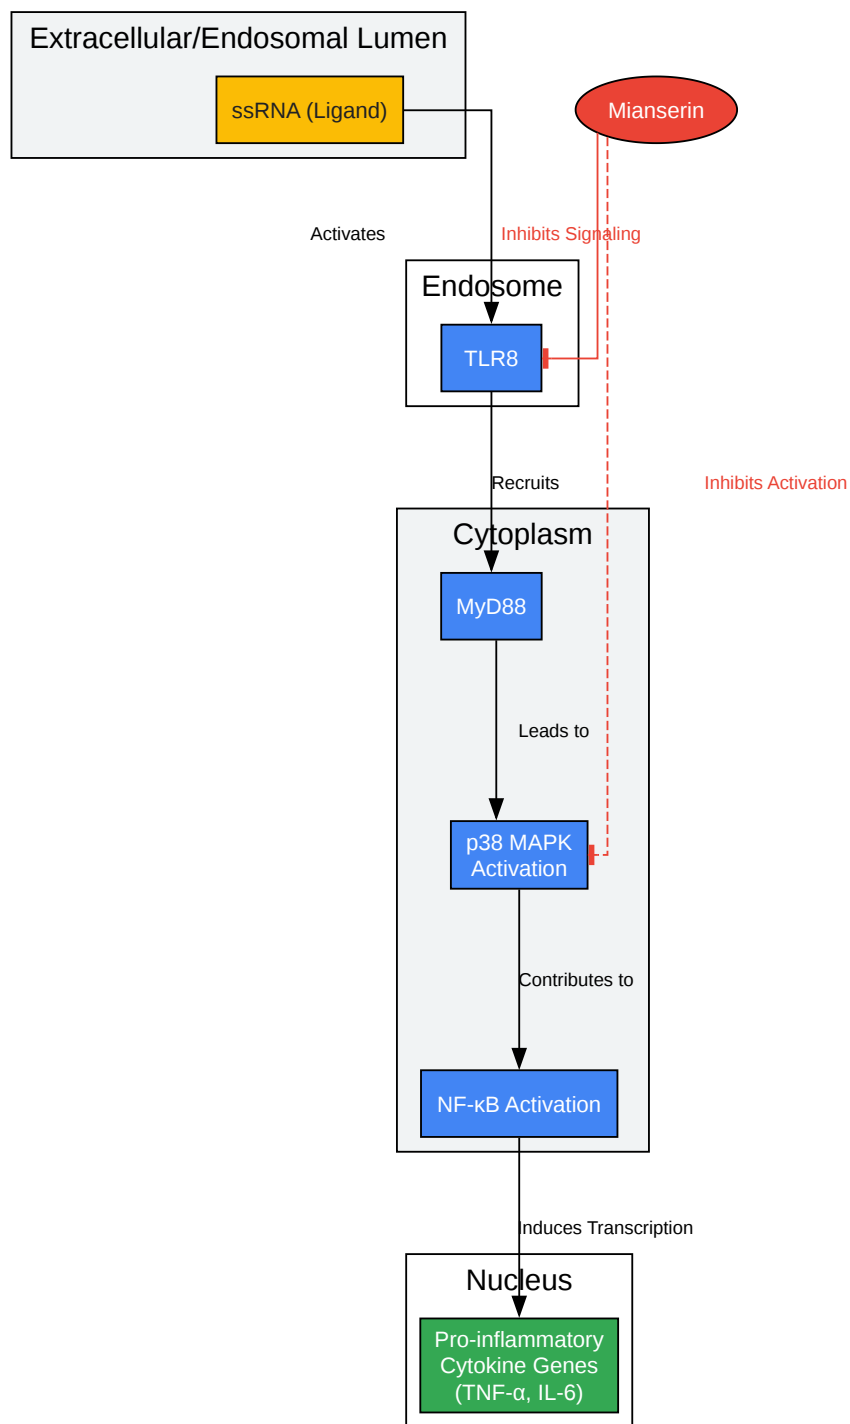 Extracellular/Endosomal Lumen
ssRNA (Ligand)
Mianserin
Activates
Inhibits Signaling
Endosome
TLR8
Recruits
Inhibits Activation
Cytoplasm
MyD88
Leads to
p38 MAPK
Activation
Contributes to
NF-κB Activation
Induces Transcription
Nucleus
Pro-inflammatory
Cytokine Genes
(TNF-α, IL-6)